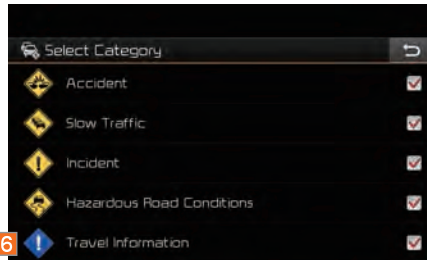 Select Category
Accident
Slow Traffic
Incident
Hazardous Road Conditions
6 Travel Information